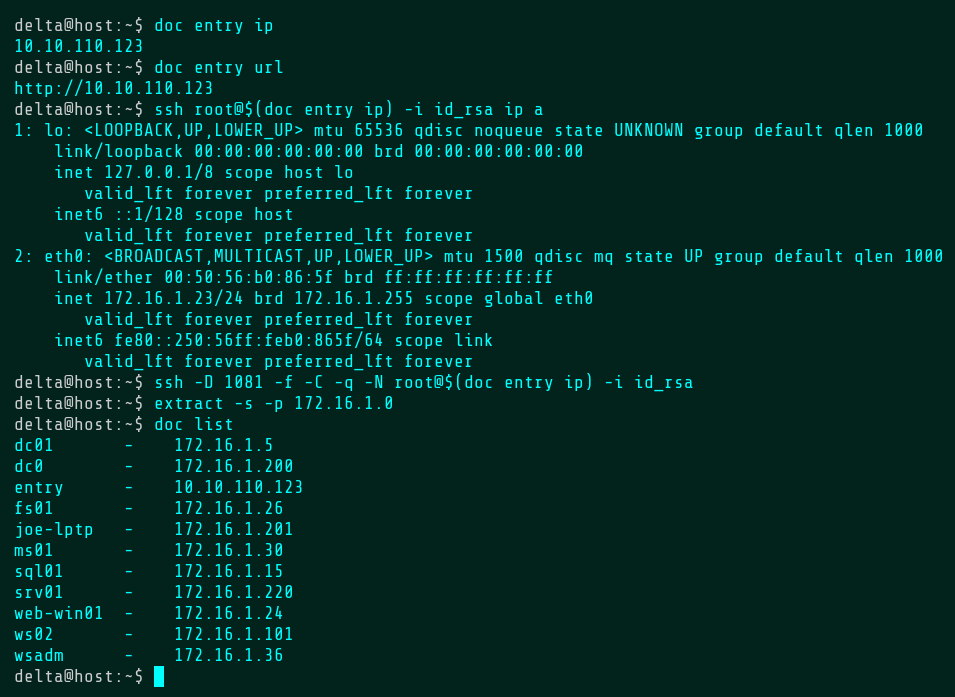 delta@host:~$ doc entry ip
10.10.110.123
delta@host:~$ doc entry url
http://10.10.110.123
delta@host:~$ ssh root@$(doc entry ip) -i id_rsa ip a
1: lo: <LOOPBACK,UP,LOWER_UP> mtu 65536 qdisc noqueue state UNKNOWN group default qlen 1000
    link/loopback 00:00:00:00:00:00 brd 00:00:00:00:00:00
    inet 127.0.0.1/8 scope host lo
       valid_lft forever preferred_lft forever
    inet6 ::1/128 scope host
       valid_lft forever preferred_lft forever
2: eth0: <BROADCAST,MULTICAST,UP,LOWER_UP> mtu 1500 qdisc mq state UP group default qlen 1000
    link/ether 00:50:56:b0:86:5f brd ff:ff:ff:ff:ff:ff
    inet 172.16.1.23/24 brd 172.16.1.255 scope global eth0
       valid_lft forever preferred_lft forever
    inet6 fe80::250:56ff:feb0:865f/64 scope link
       valid_lft forever preferred_lft forever
delta@host:~$ ssh -D 1081 -f -C -q -N root@$(doc entry ip) -i id_rsa
delta@host:~$ extract -s -p 172.16.1.0
delta@host:~$ doc list
dc01       -    172.16.1.5
dc0        -    172.16.1.200
entry      -    10.10.110.123
fs01       -    172.16.1.26
joe-lptp   -    172.16.1.201
ms01       -    172.16.1.30
sql01      -    172.16.1.15
srv01      -    172.16.1.220
web-win01  -    172.16.1.24
ws02       -    172.16.1.101
wsadm      -    172.16.1.36
delta@host:~$